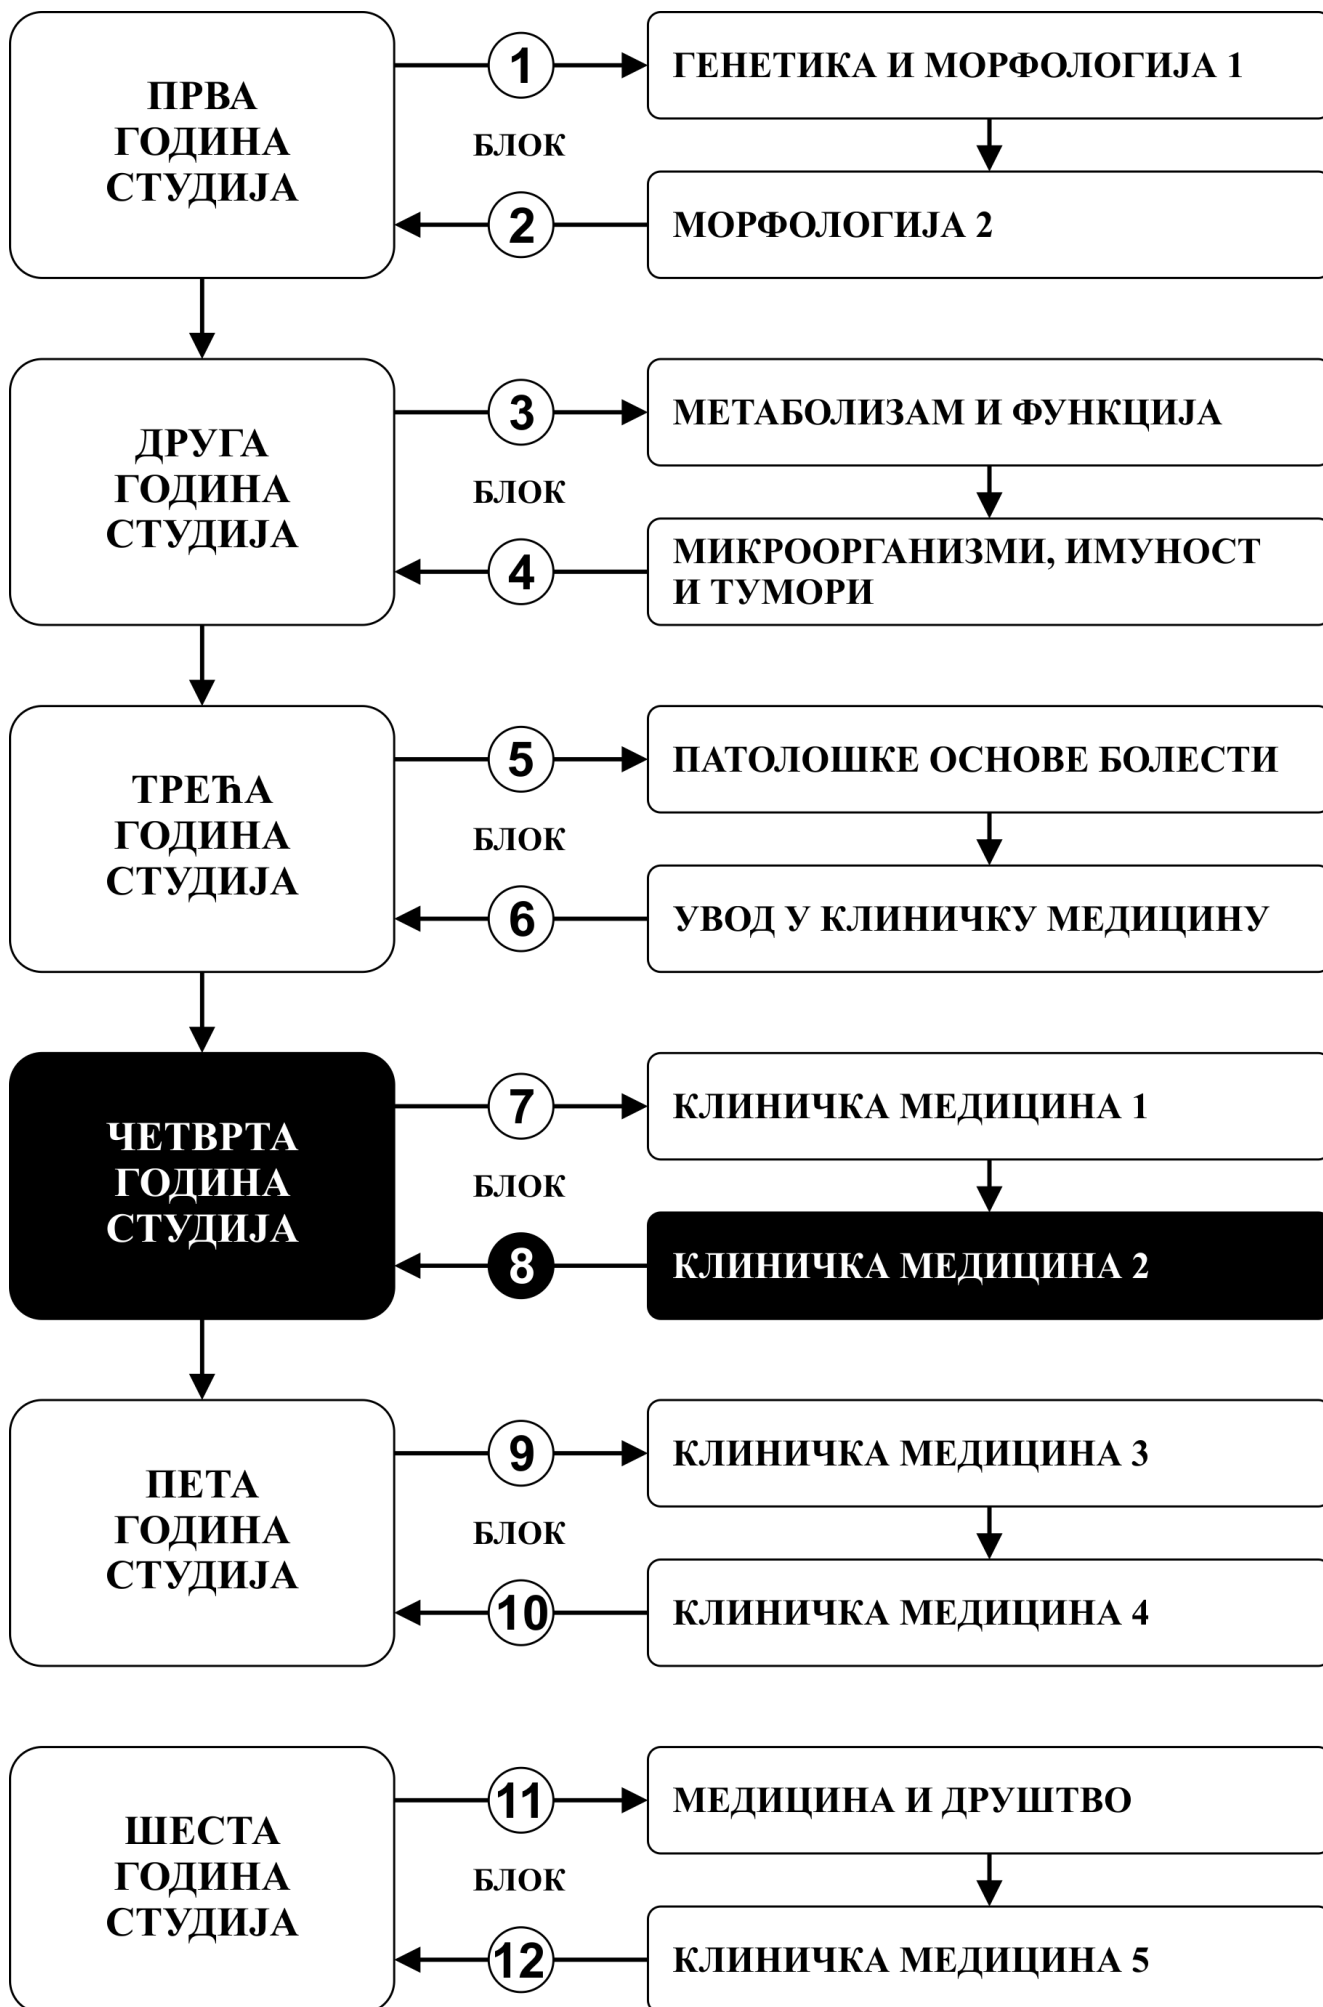 ПРВА
ГОДИНА
СТУДИЈА
1
БЛОК
2
ГЕНЕТИКА И МОРФОЛОГИЈА 1
МОРФОЛОГИЈА 2
ДРУГА
ГОДИНА
СТУДИЈА
3
БЛОК
4
МЕТАБОЛИЗАМ И ФУНКЦИЈА
МИКРООРГАНИЗМИ, ИМУНОСТ
И ТУМОРИ
ТРЕЋА
ГОДИНА
СТУДИЈА
5
БЛОК
6
ПАТОЛОШКЕ ОСНОВЕ БОЛЕСТИ
УВОД У КЛИНИЧКУ МЕДИЦИНУ
ЧЕТВРТА
ГОДИНА
СТУДИЈА
7
БЛОК
8
КЛИНИЧКА МЕДИЦИНА 1
КЛИНИЧКА МЕДИЦИНА 2
ПЕТА
ГОДИНА
СТУДИЈА
9
БЛОК
10
КЛИНИЧКА МЕДИЦИНА 3
КЛИНИЧКА МЕДИЦИНА 4
ШЕСТА
ГОДИНА
СТУДИЈА
11
БЛОК
12
МЕДИЦИНА И ДРУШТВО
КЛИНИЧКА МЕДИЦИНА 5